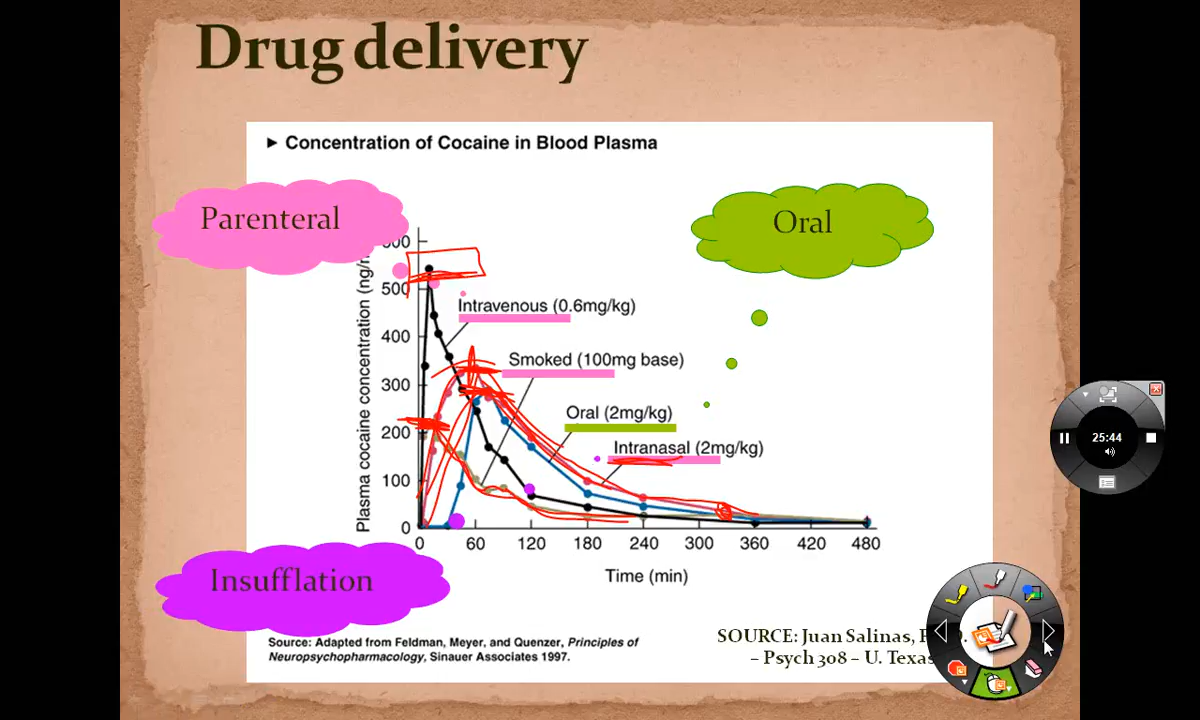 Drug delivery
► Concentration of Cocaine in Blood Plasma
Parenteral
Oral
Insufflation
Plasma cocaine concentration
500
400
300
200
100
0
Intravenous (0.6mg/kg)
Smoked (100mg base)
Oral (2mg/kg)
Intranasal (2mg/kg)
0 60 120 180 240 300 360 420 480
Time (min)
Source: Adapted from Feldman, Meyer, and Quenzer, Principles of
Neuropsychopharmacology, Sinauer Associates 1997.
SOURCE: Juan Salinas,
– Psych 308 – U. Texas
25:44